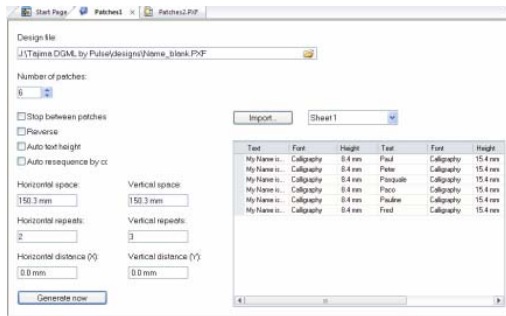 Start Page Patches1 × Patches2.PXF
Design file:
J:\Tajima DGML by Pulse\designs\Name_blank.PXF
Number of patches:
6
Stop between patches
Reverse
Auto text height
Auto resequence by cc
Import... Sheet1
Horizontal space: Vertical space:
150.3 mm 150.3 mm
Horizontal repeats: Vertical repeats:
2 3
Horizontal distance (X): Vertical distance (Y):
0.0 mm 0.0 mm
Generate now
Text Font Height Text Font Height
My Name is... Calligraphy 8.4 mm Paul Calligraphy 15.4 mm
My Name is... Calligraphy 8.4 mm Peter Calligraphy 15.4 mm
My Name is... Calligraphy 8.4 mm Pasquale Calligraphy 15.4 mm
My Name is... Calligraphy 8.4 mm Paco Calligraphy 15.4 mm
My Name is... Calligraphy 8.4 mm Pauline Calligraphy 15.4 mm
My Name is... Calligraphy 8.4 mm Fred Calligraphy 15.4 mm